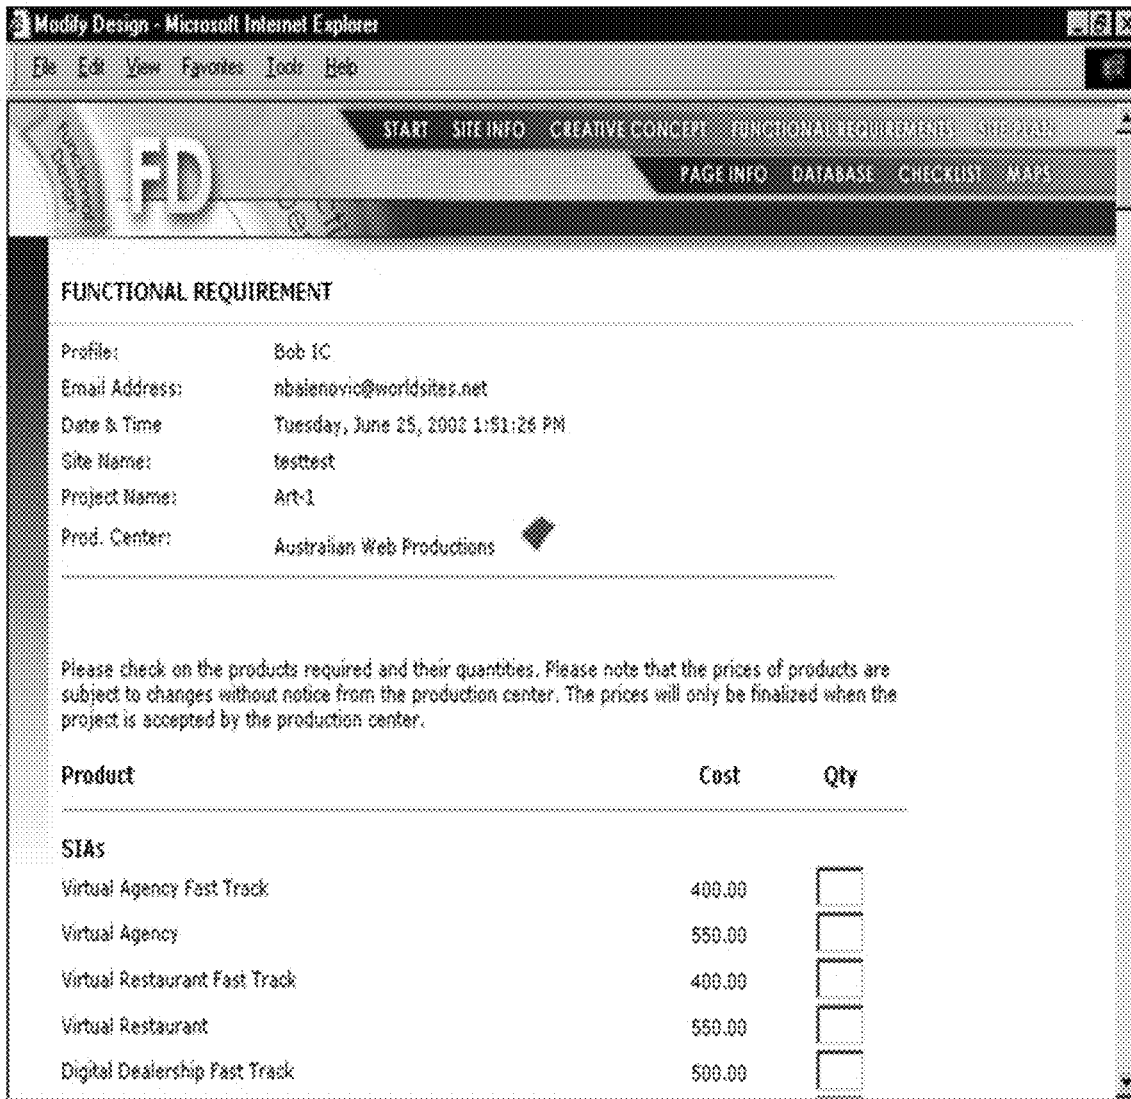 Modify Design - Microsoft Internet Explorer
File Edit View Favorites Tools Help
FD
START SITE INFO CREATIVE CONCEPT FUNCTIONAL REQUIREMENTS SITE PLAN
PAGE INFO DATABASE CHECKLIST MAPS
FUNCTIONAL REQUIREMENT
Profile: Bob IC
Email Address: nbalenovic@worldsites.net
Date & Time Tuesday, June 25, 2002 1:51:26 PM
Site Name: testtest
Project Name: Art-1
Prod. Center: Australian Web Productions
Please check on the products required and their quantities. Please note that the prices of products are
subject to changes without notice from the production center. The prices will only be finalized when the
project is accepted by the production center.
Product Cost Qty
SIAs
Virtual Agency Fast Track 400.00
Virtual Agency 550.00
Virtual Restaurant Fast Track 400.00
Virtual Restaurant 550.00
Digital Dealership Fast Track 500.00